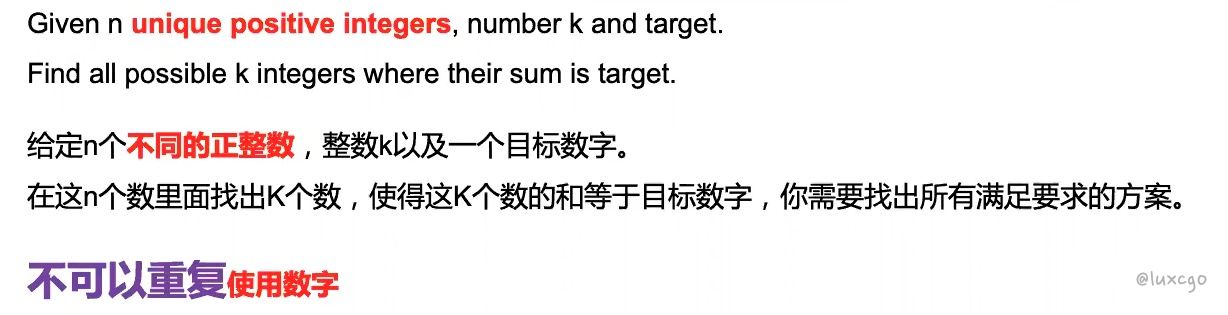 Given n unique positive integers, number k and target.
Find all possible k integers where their sum is target.
给定n个不同的正整数，整数k以及一个目标数字。
在这n个数里面找出K个数，使得这K个数的和等于目标数字，你需要找出所有满足要求的方案。
不可以重复使用数字
@luxcgo